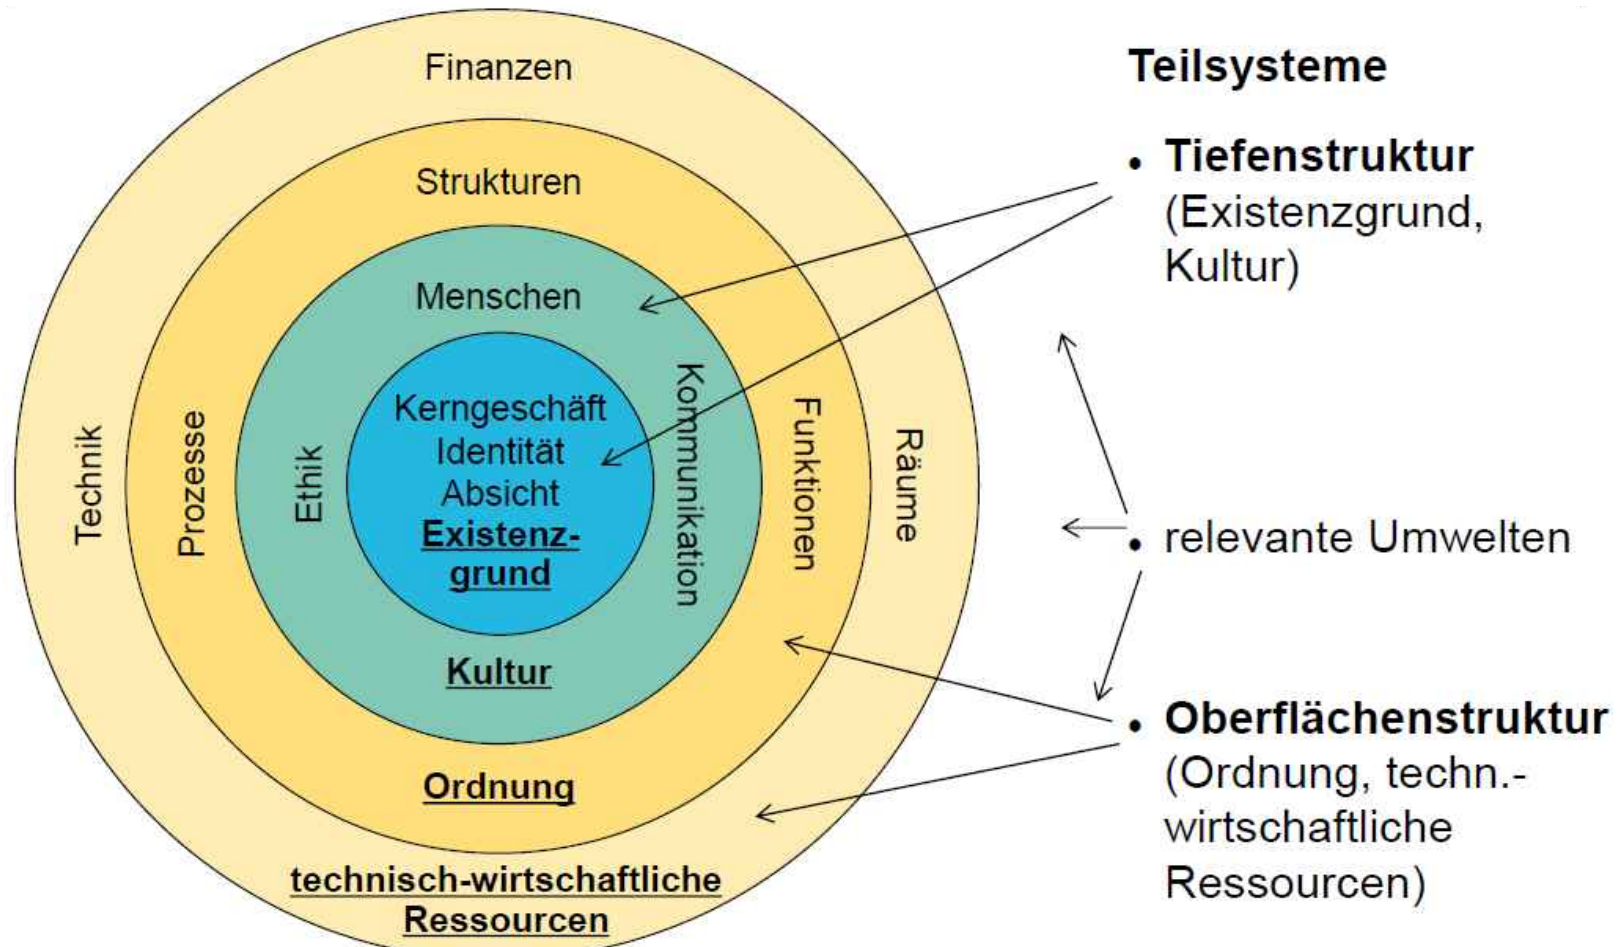 Finanzen
Strukturen
Menschen
Kerngeschäft
Identität
Absicht
Existenz-
grund
Technik
Prozesse
Ethik
Kommunikation
Funktionen
Räume
Kultur
Ordnung
technisch-wirtschaftliche
Ressourcen
Teilsysteme
• Tiefenstruktur
(Existenzgrund,
Kultur)
• relevante Umwelten
• Oberflächenstruktur
(Ordnung, techn.-
wirtschaftliche
Ressourcen)